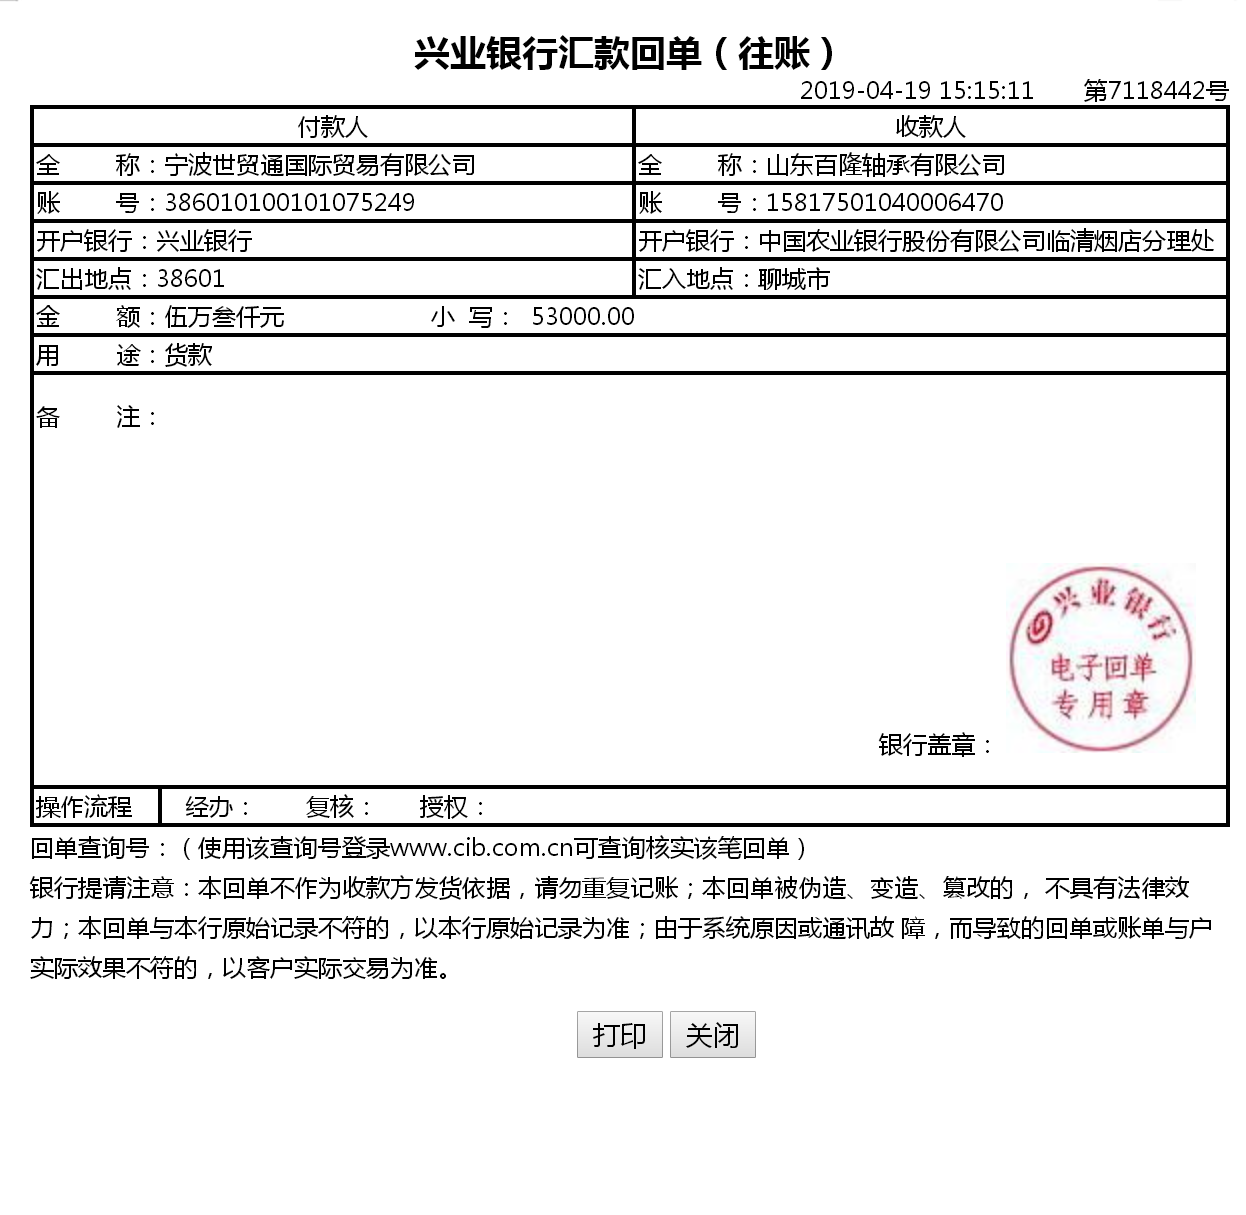 兴业银行汇款回单（往账）
2019-04-19 15:15:11 第7118442号
付款人 收款人
全 称：宁波世贸通国际贸易有限公司 全 称：山东百隆轴承有限公司
账 号：386010100101075249 账 号：15817501040006470
开户银行：兴业银行 开户银行：中国农业银行股份有限公司临清烟店分理处
汇出地点：38601 汇入地点：聊城市
金 额：伍万叁仟元 小 写： 53000.00
用 途：货款
备 注：
兴业银行
电子回单
专用章
银行盖章：
操作流程 经办： 复核： 授权：
回单查询号：（使用该查询号登录www.cib.com.cn可查询核实该笔回单）
银行提请注意：本回单不作为收款方发货依据，请勿重复记账；本回单被伪造、变造、篡改的， 不具有法律效
力；本回单与本行原始记录不符的，以本行原始记录为准；由于系统原因或通讯故 障，而导致的回单或账单与户
实际效果不符的，以客户实际交易为准。
打印 关闭